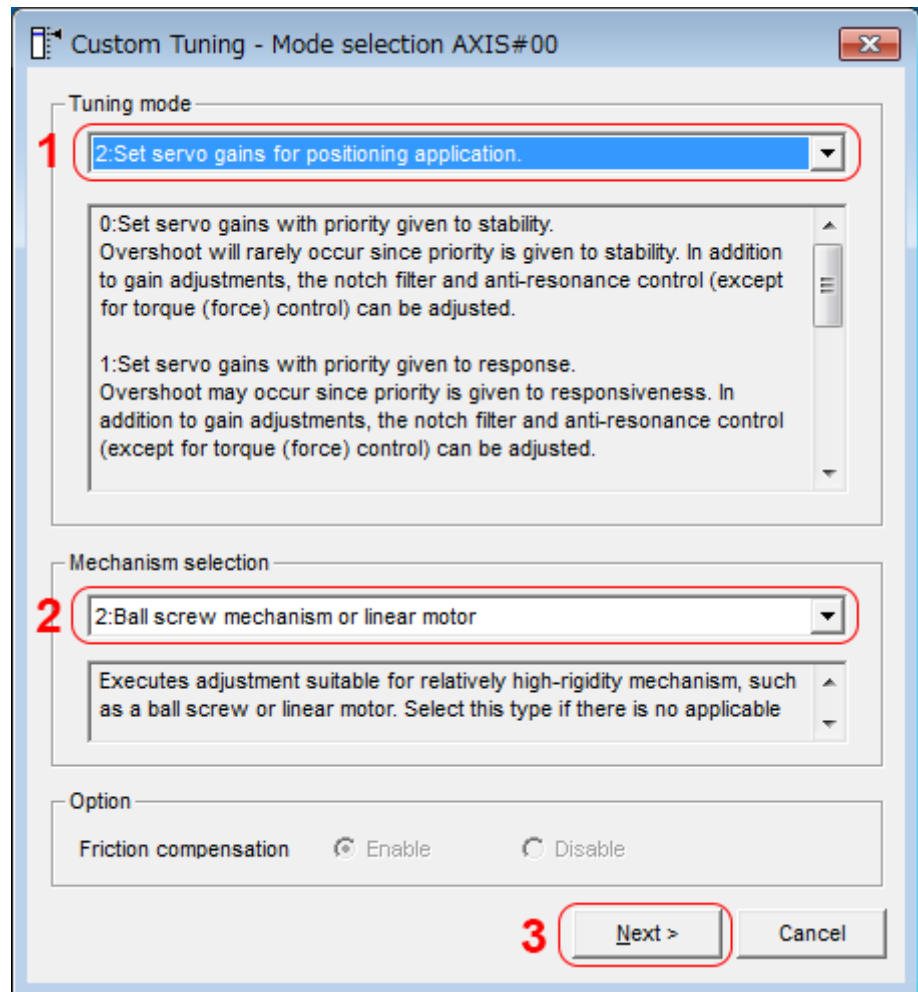 Custom Tuning - Mode selection AXIS#00
Tuning mode
1
2:Set servo gains for positioning application.
0:Set servo gains with priority given to stability.
Overshoot will rarely occur since priority is given to stability. In addition
to gain adjustments, the notch filter and anti-resonance control (except
for torque (force) control) can be adjusted.
1:Set servo gains with priority given to response.
Overshoot may occur since priority is given to responsiveness. In
addition to gain adjustments, the notch filter and anti-resonance control
(except for torque (force) control) can be adjusted.
Mechanism selection
2
2:Ball screw mechanism or linear motor
Executes adjustment suitable for relatively high-rigidity mechanism, such
as a ball screw or linear motor. Select this type if there is no applicable
Option
Friction compensation Enable Disable
3 Next > Cancel